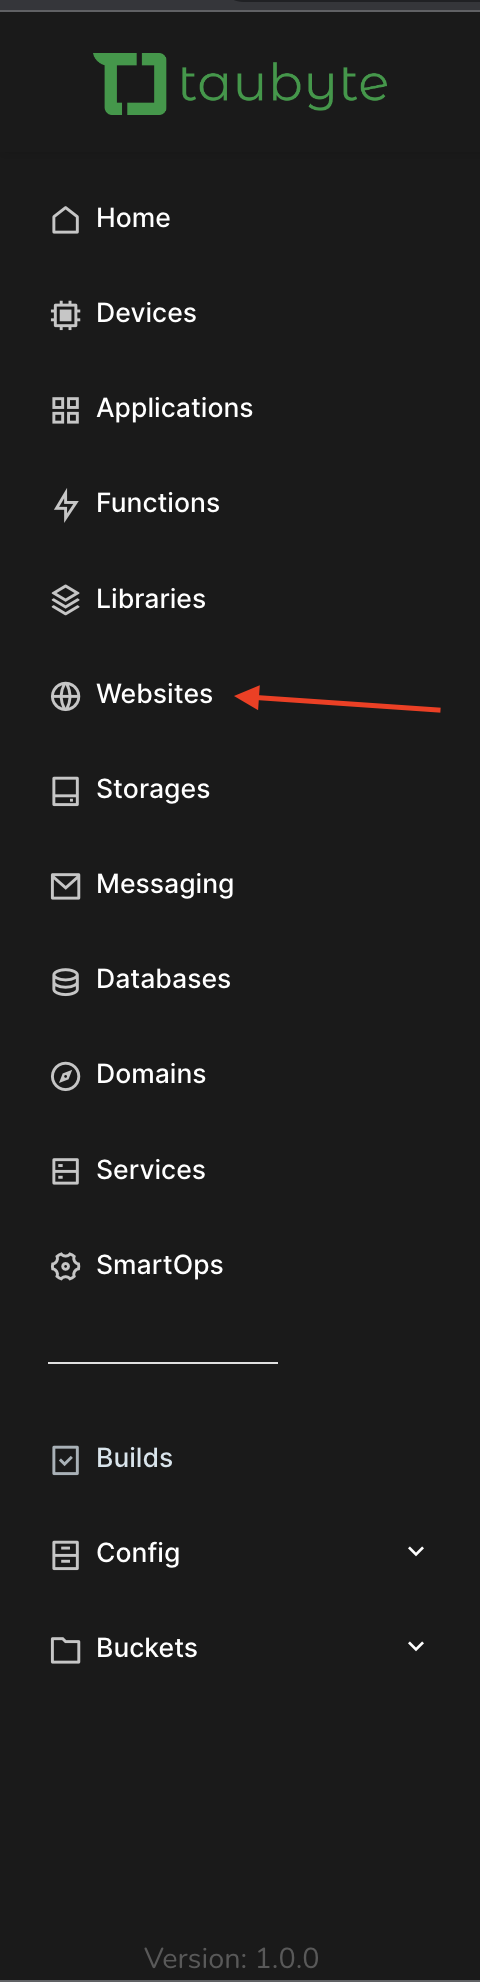 taubyte
Home
Devices
Applications
Functions
Libraries
Websites
Storages
Messaging
Databases
Domains
Services
SmartOps
Builds
Config
Buckets
Version: 1.0.0